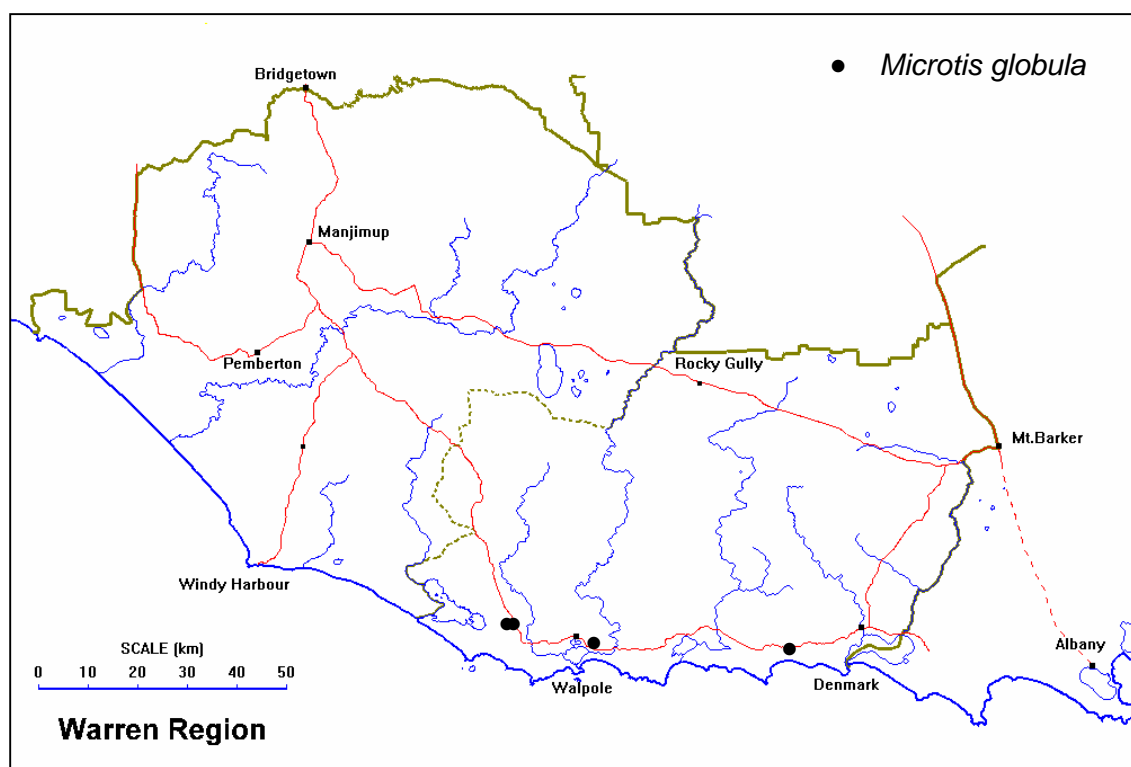 Microtis globula
Bridgetown
Manjimup
Pemberton
Rocky Gully
Mt.Barker
Windy Harbour
Albany
Walpole
Denmark
SCALE (km)
0 10 20 30 40 50
Warren Region